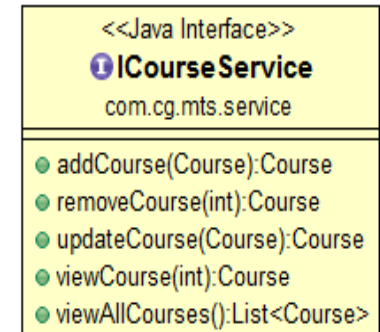 <<Java Interface>>
I ICourseService
com.cg.mts.service
addCourse(Course):Course
removeCourse(int):Course
updateCourse(Course):Course
viewCourse(int):Course
viewAllCourses():List<Course>